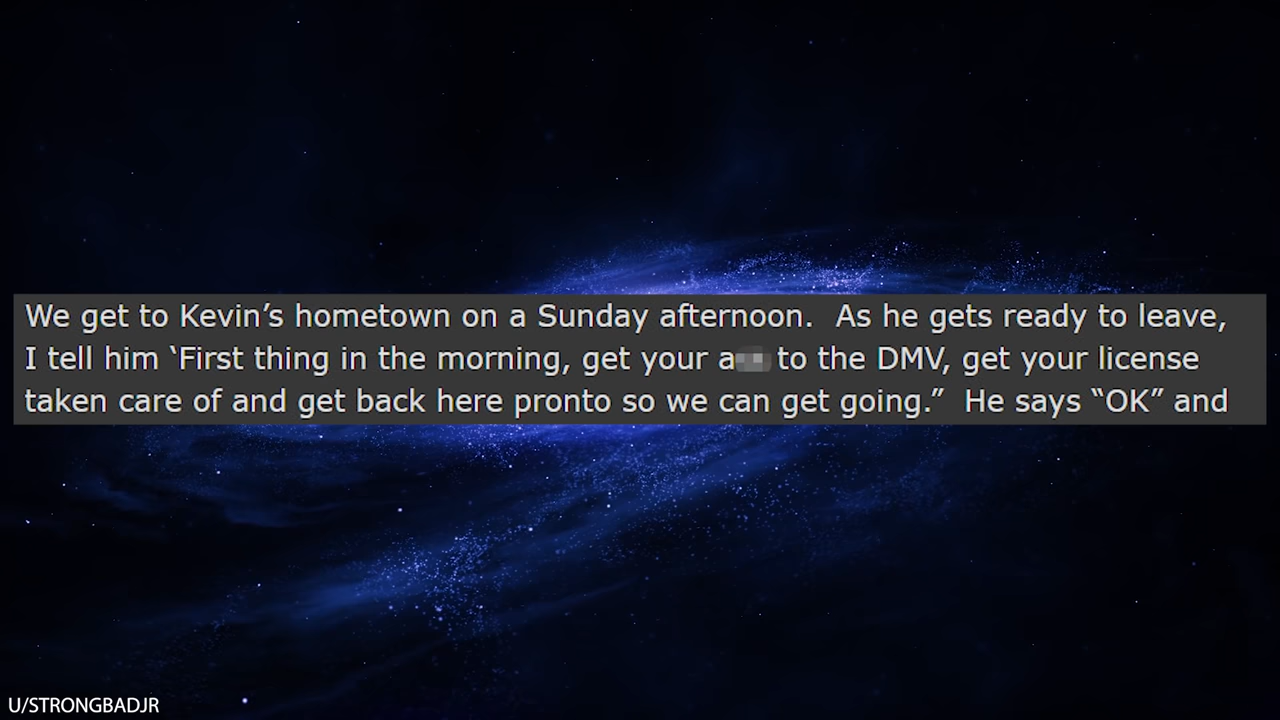 We get to Kevin’s hometown on a Sunday afternoon.  As he gets ready to leave,
I tell him ‘First thing in the morning, get your a to the DMV, get your license
taken care of and get back here pronto so we can get going.”  He says “OK” and
U/STRONGBADJR